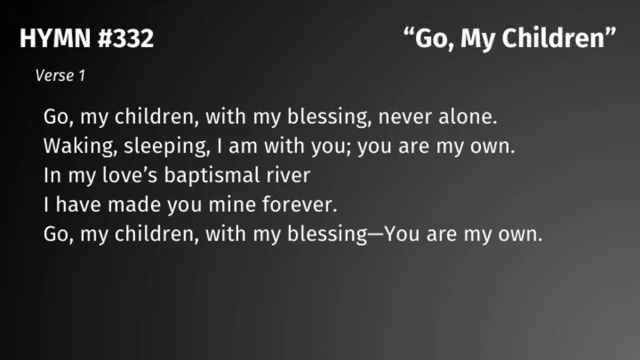 HYMN #332
“Go, My Children”
Verse 1
Go, my children, with my blessing, never alone.
Waking, sleeping, I am with you; you are my own.
In my love’s baptismal river
I have made you mine forever.
Go, my children, with my blessing—You are my own.